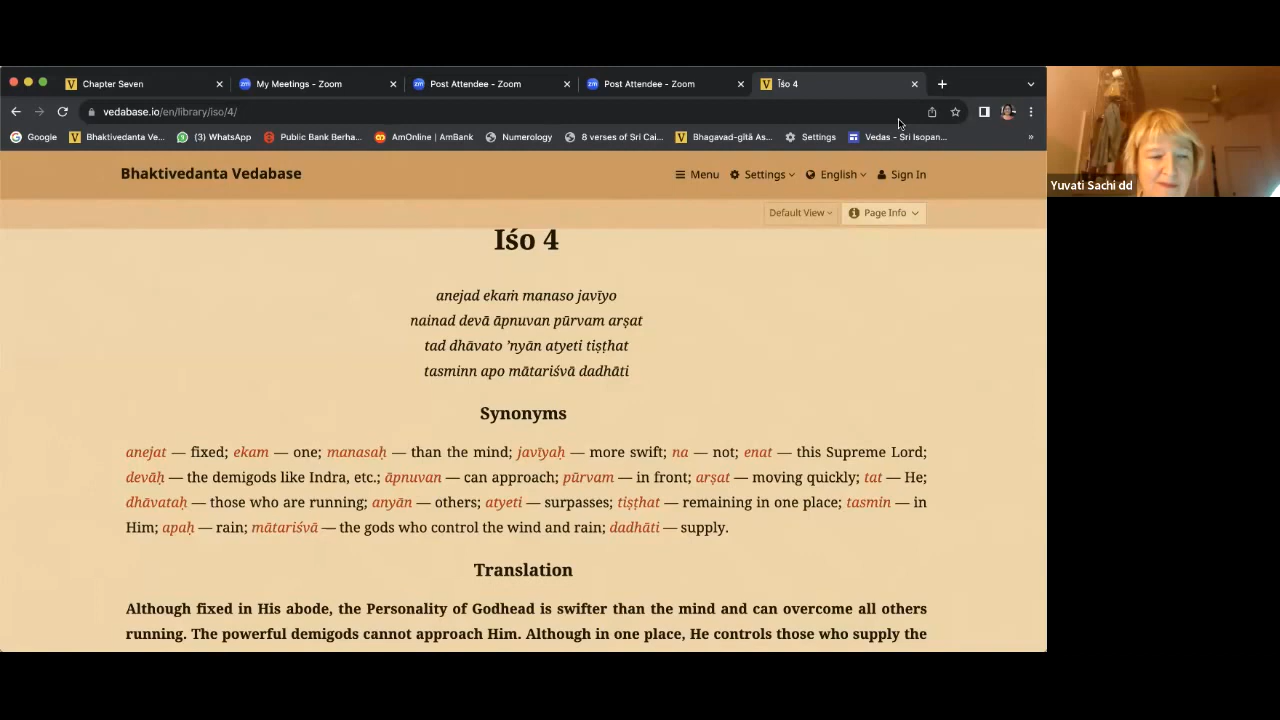 Chapter Seven
My Meetings - Zoom
Post Attendee - Zoom
Post Attendee - Zoom
Īśo 4
vedabase.io/en/library/iso/4/
Google
Bhaktivedanta Ve...
(3) WhatsApp
Public Bank Berha...
AmOnline | AmBank
Numerology
8 verses of Sri Cai...
Bhagavad-gītā As...
Settings
Vedas - Sri Isopan...
»
Bhaktivedanta Vedabase
Menu
Settings
English
Sign In
Yuvati Sachi dd
Default View
Page Info
Iśo 4
anejad ekaṁ manaso javīyo
nainad devā āpnuvan pūrvam arṣat
tad dhāvato ’nyān atyeti tiṣṭhat
tasminn apo mātariśvā dadhāti
Synonyms
anejat — fixed; ekam — one; manasaḥ — than the mind; javīyaḥ — more swift; na — not; enat — this Supreme Lord;
devāḥ — the demigods like Indra, etc.; āpnuvan — can approach; pūrvam — in front; arṣat — moving quickly; tat — He;
dhāvataḥ — those who are running; anyān — others; atyeti — surpasses; tiṣṭhat — remaining in one place; tasmin — in
Him; apaḥ — rain; mātariśvā — the gods who control the wind and rain; dadhāti — supply.
Translation
Although fixed in His abode, the Personality of Godhead is swifter than the mind and can overcome all others
running. The powerful demigods cannot approach Him. Although in one place, He controls those who supply the